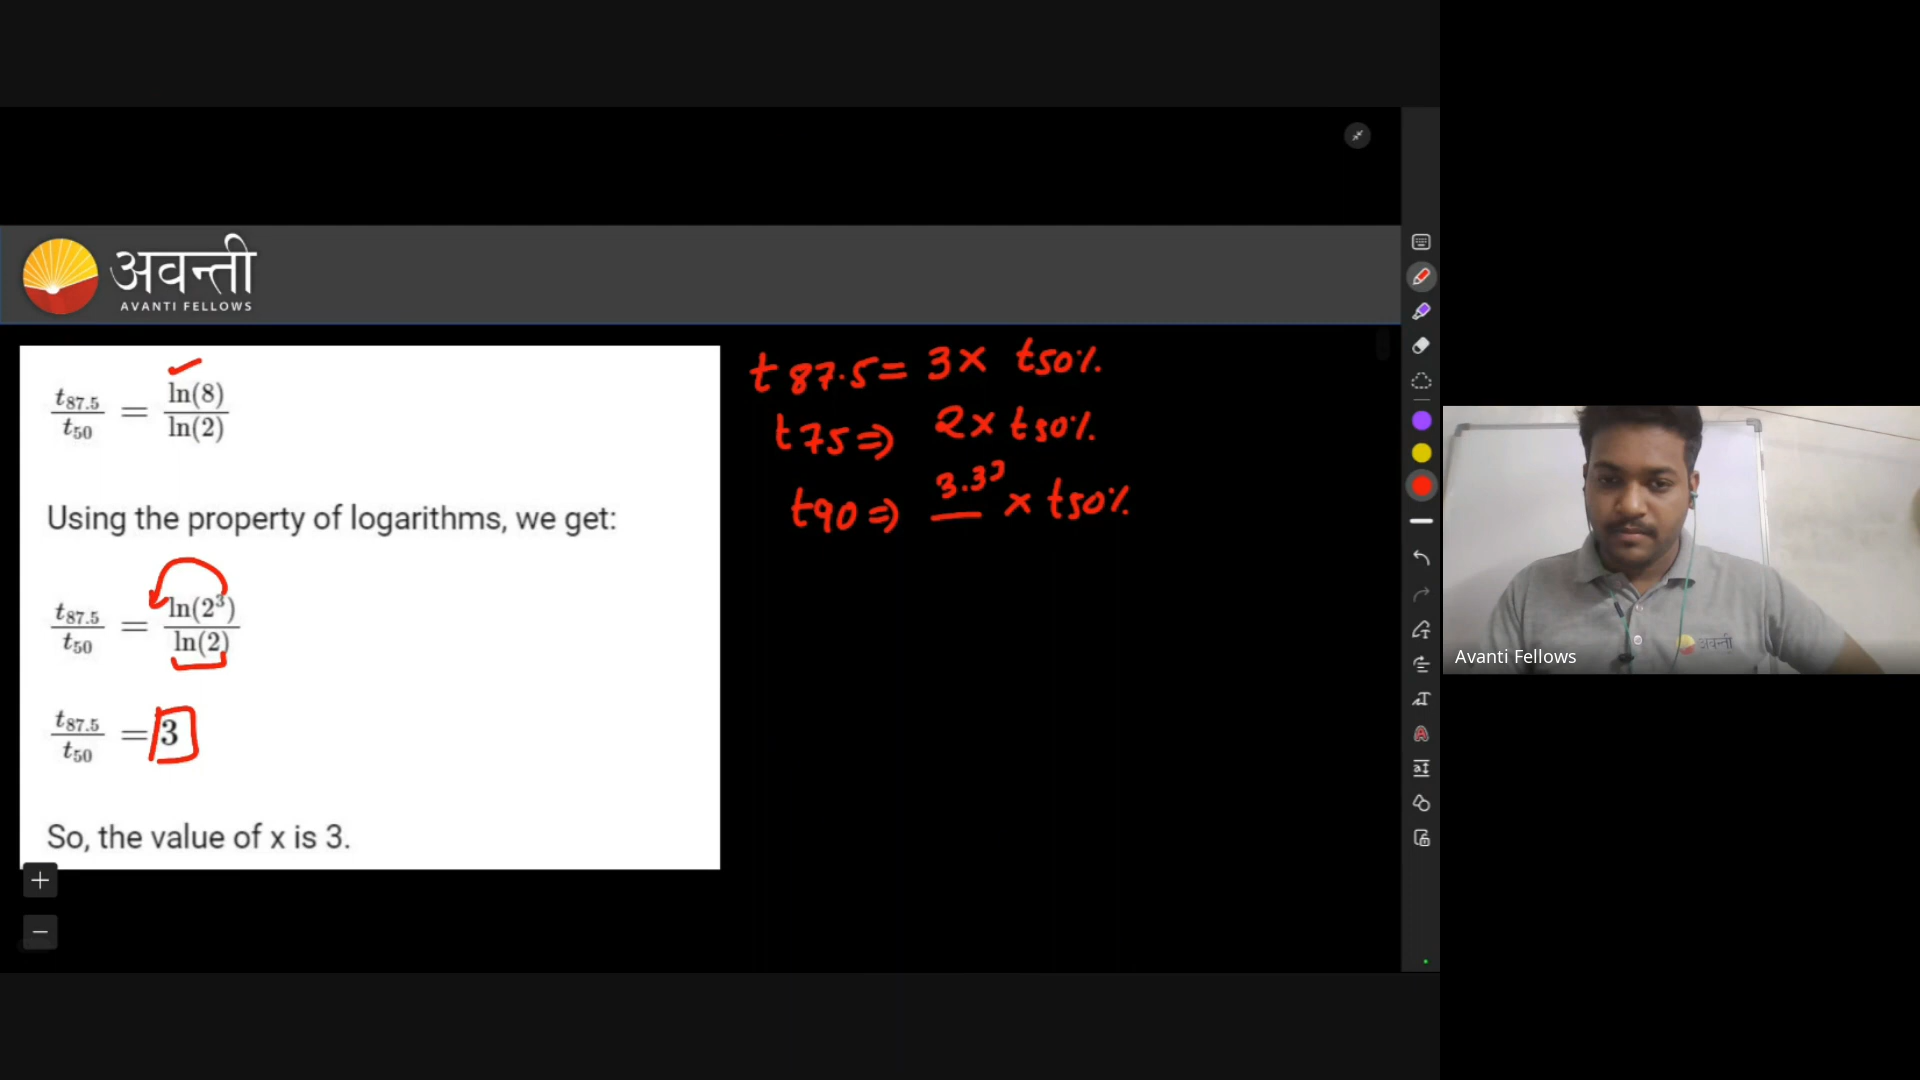 अवन्ती
AVANTI FELLOWS
t87.5/t50 = ln(8)/ln(2)
Using the property of logarithms, we get:
t87.5/t50 = ln(2³)/ln(2)
t87.5/t50 = 3
So, the value of x is 3.
t87.5 = 3 × t50%
t75 ⇒ 2 × t50%
t90 ⇒ 3.33 × t50%
अवन्ती
Avanti Fellows